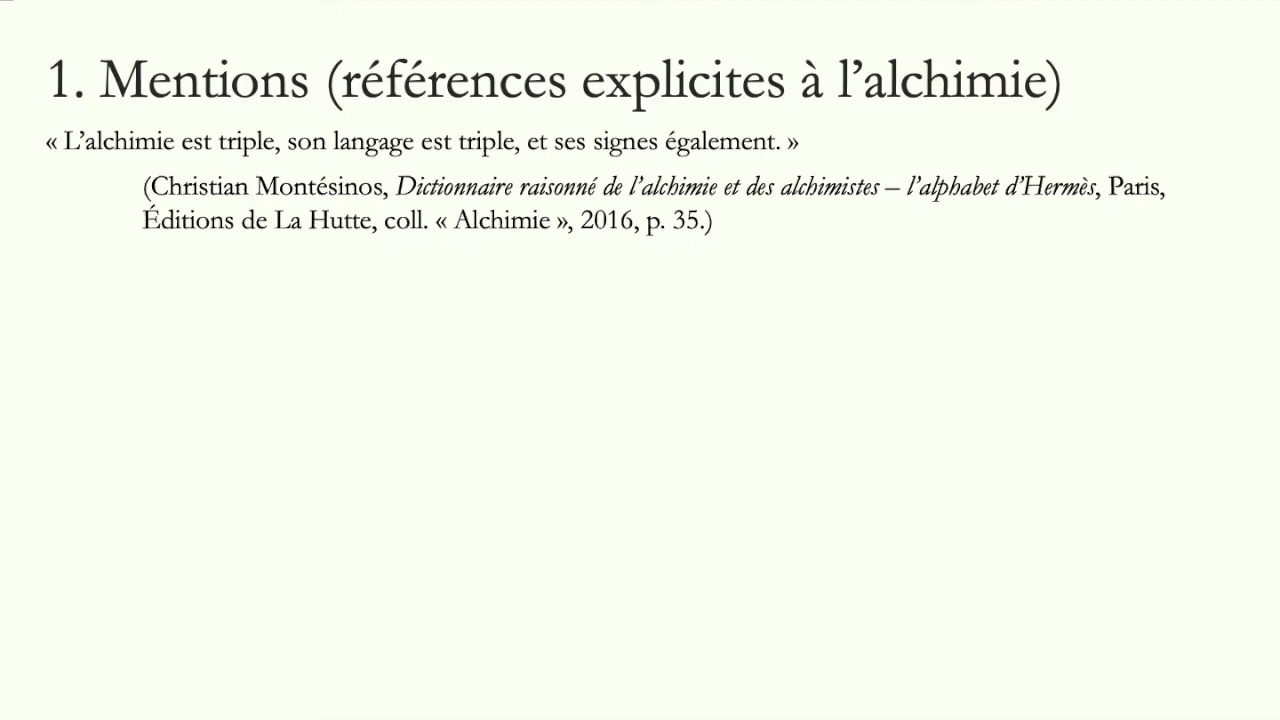 1. Mentions (références explicites à l’alchimie)
« L’alchimie est triple, son langage est triple, et ses signes également. »
(Christian Montésinos, Dictionnaire raisonné de l’alchimie et des alchimistes – l’alphabet d’Hermès, Paris,
Éditions de La Hutte, coll. « Alchimie », 2016, p. 35.)